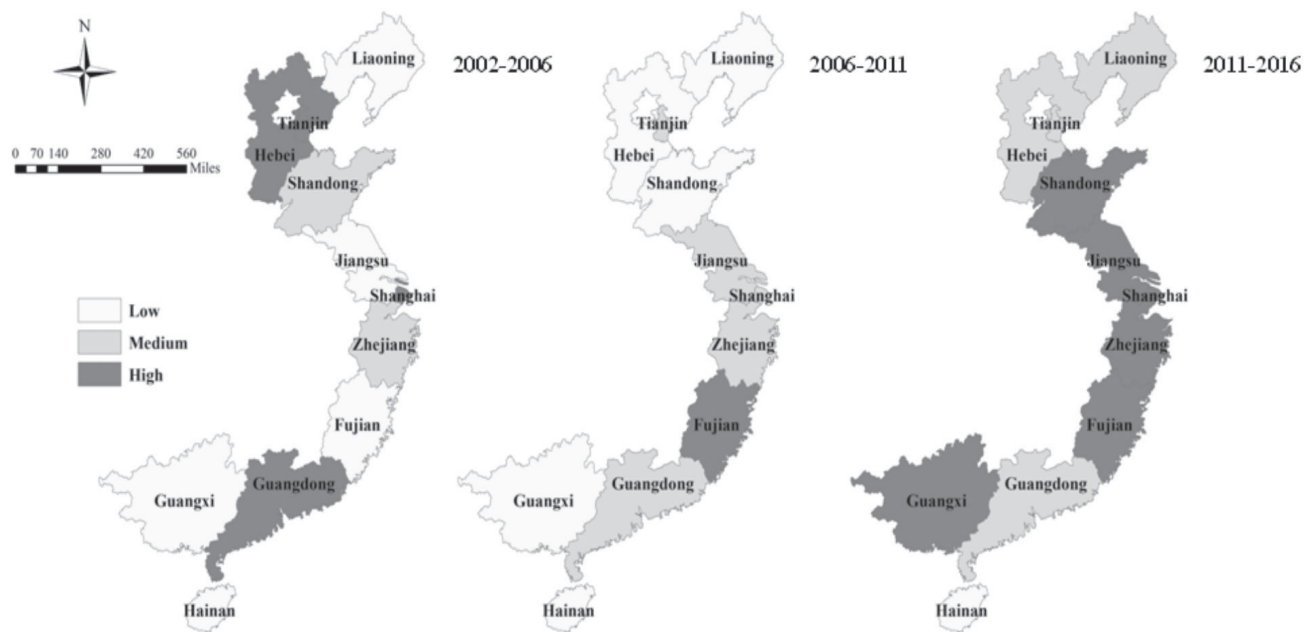 N
0 70 140 280 420 560 Miles
Low
Medium
High
2002-2006
Liaoning
Tianjin
Hebei
Shandong
Jiangsu
Shanghai
Zhejiang
Fujian
Guangdong
Guangxi
Hainan
2006-2011
Liaoning
Tianjin
Hebei
Shandong
Jiangsu
Shanghai
Zhejiang
Fujian
Guangdong
Guangxi
Hainan
2011-2016
Liaoning
Tianjin
Hebei
Shandong
Jiangsu
Shanghai
Zhejiang
Fujian
Guangdong
Guangxi
Hainan